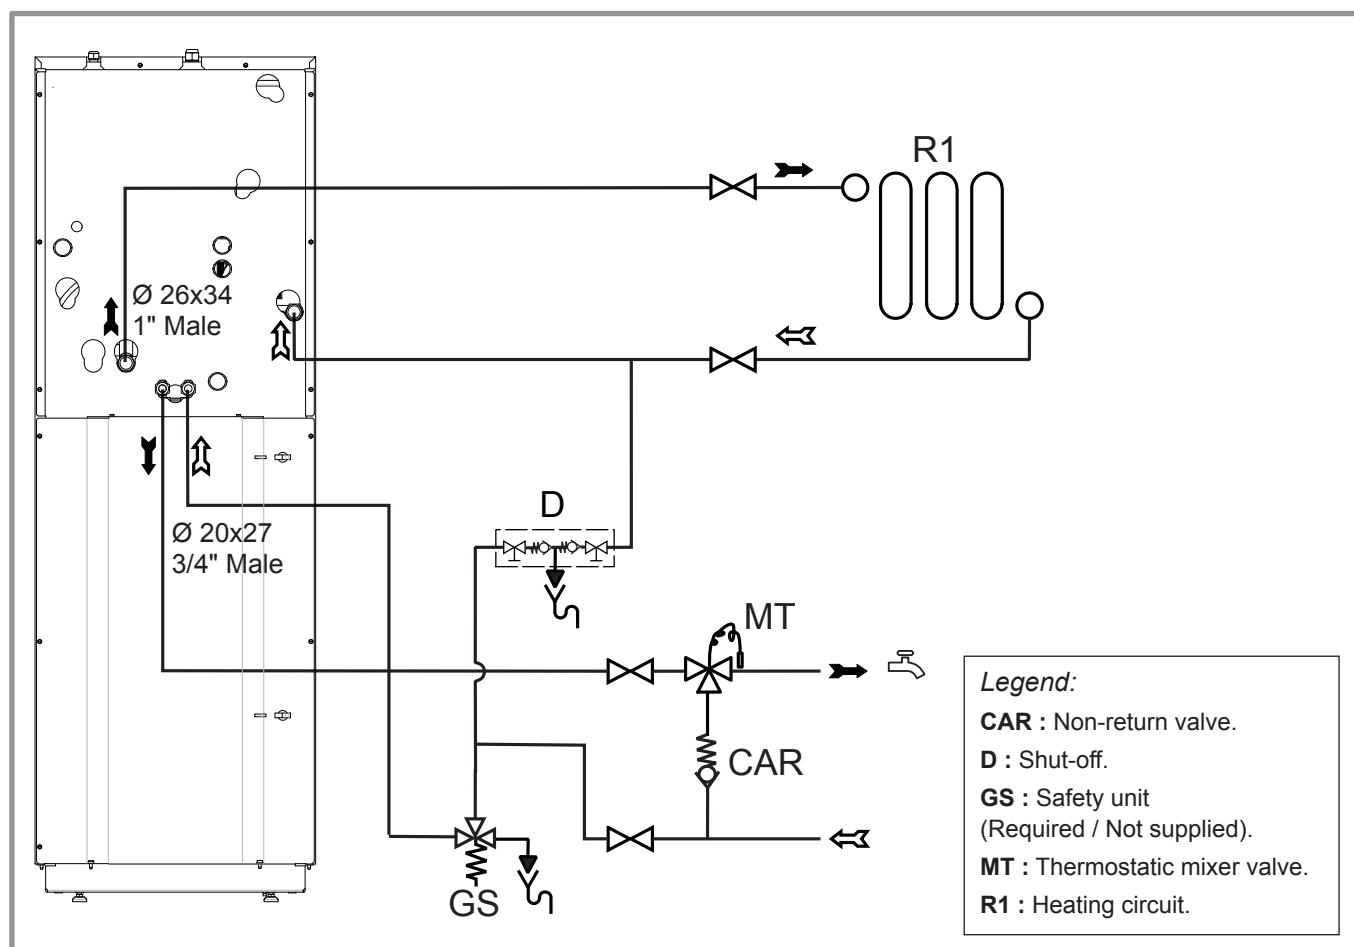 R1
Ø 26x34
1" Male
D
Ø 20x27
3/4" Male
MT
CAR
GS
Legend:
CAR : Non-return valve.
D : Shut-off.
GS : Safety unit
(Required / Not supplied).
MT : Thermostatic mixer valve.
R1 : Heating circuit.